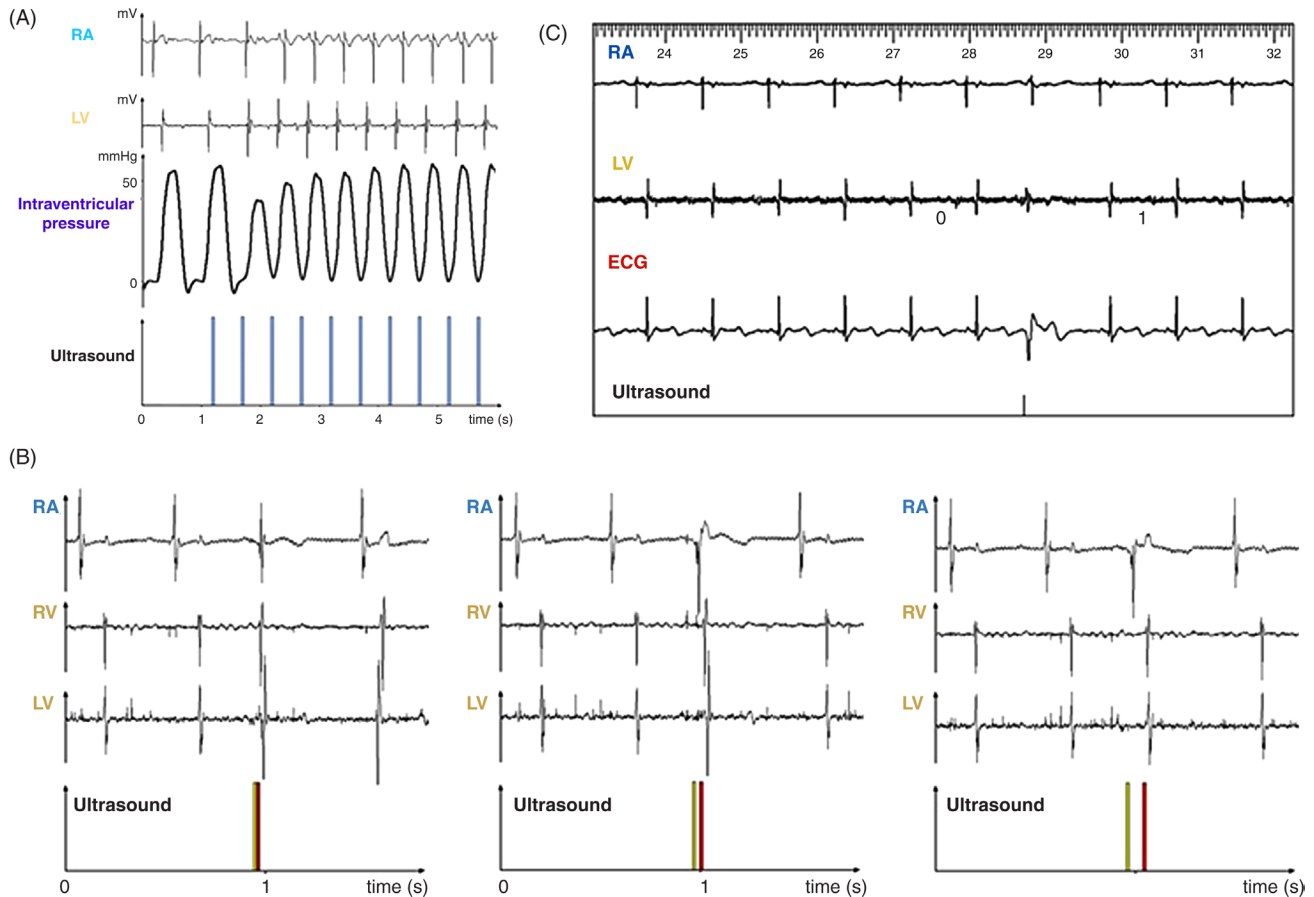 (A)
mV
RA
mV
LV
mmHg
50
Intraventricular
pressure
0
Ultrasound
0 1 2 3 4 5 time (s)
(C)
24 25 26 27 28 29 30 31 32
RA
LV
0 1
ECG
Ultrasound
(B)
RA
RV
LV
Ultrasound
0 1 time (s)
RA
RV
LV
Ultrasound
0 1 time (s)
RA
RV
LV
Ultrasound
time (s)